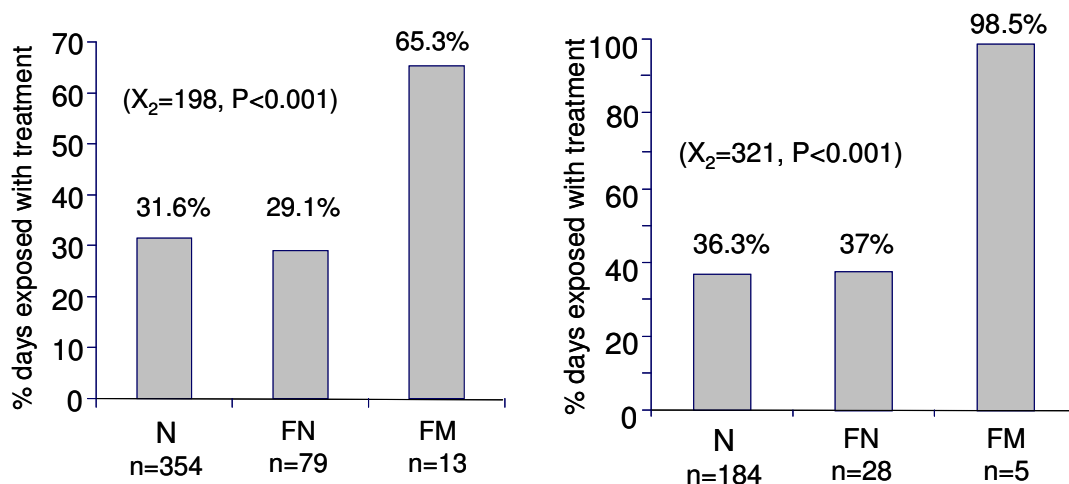 % days exposed with treatment
70
60
50
40
30
20
10
0
(X₂=198, P<0.001)
31.6%
29.1%
65.3%
N
n=354
FN
n=79
FM
n=13
% days exposed with treatment
100
80
60
40
20
0
(X₂=321, P<0.001)
36.3%
37%
98.5%
N
n=184
FN
n=28
FM
n=5